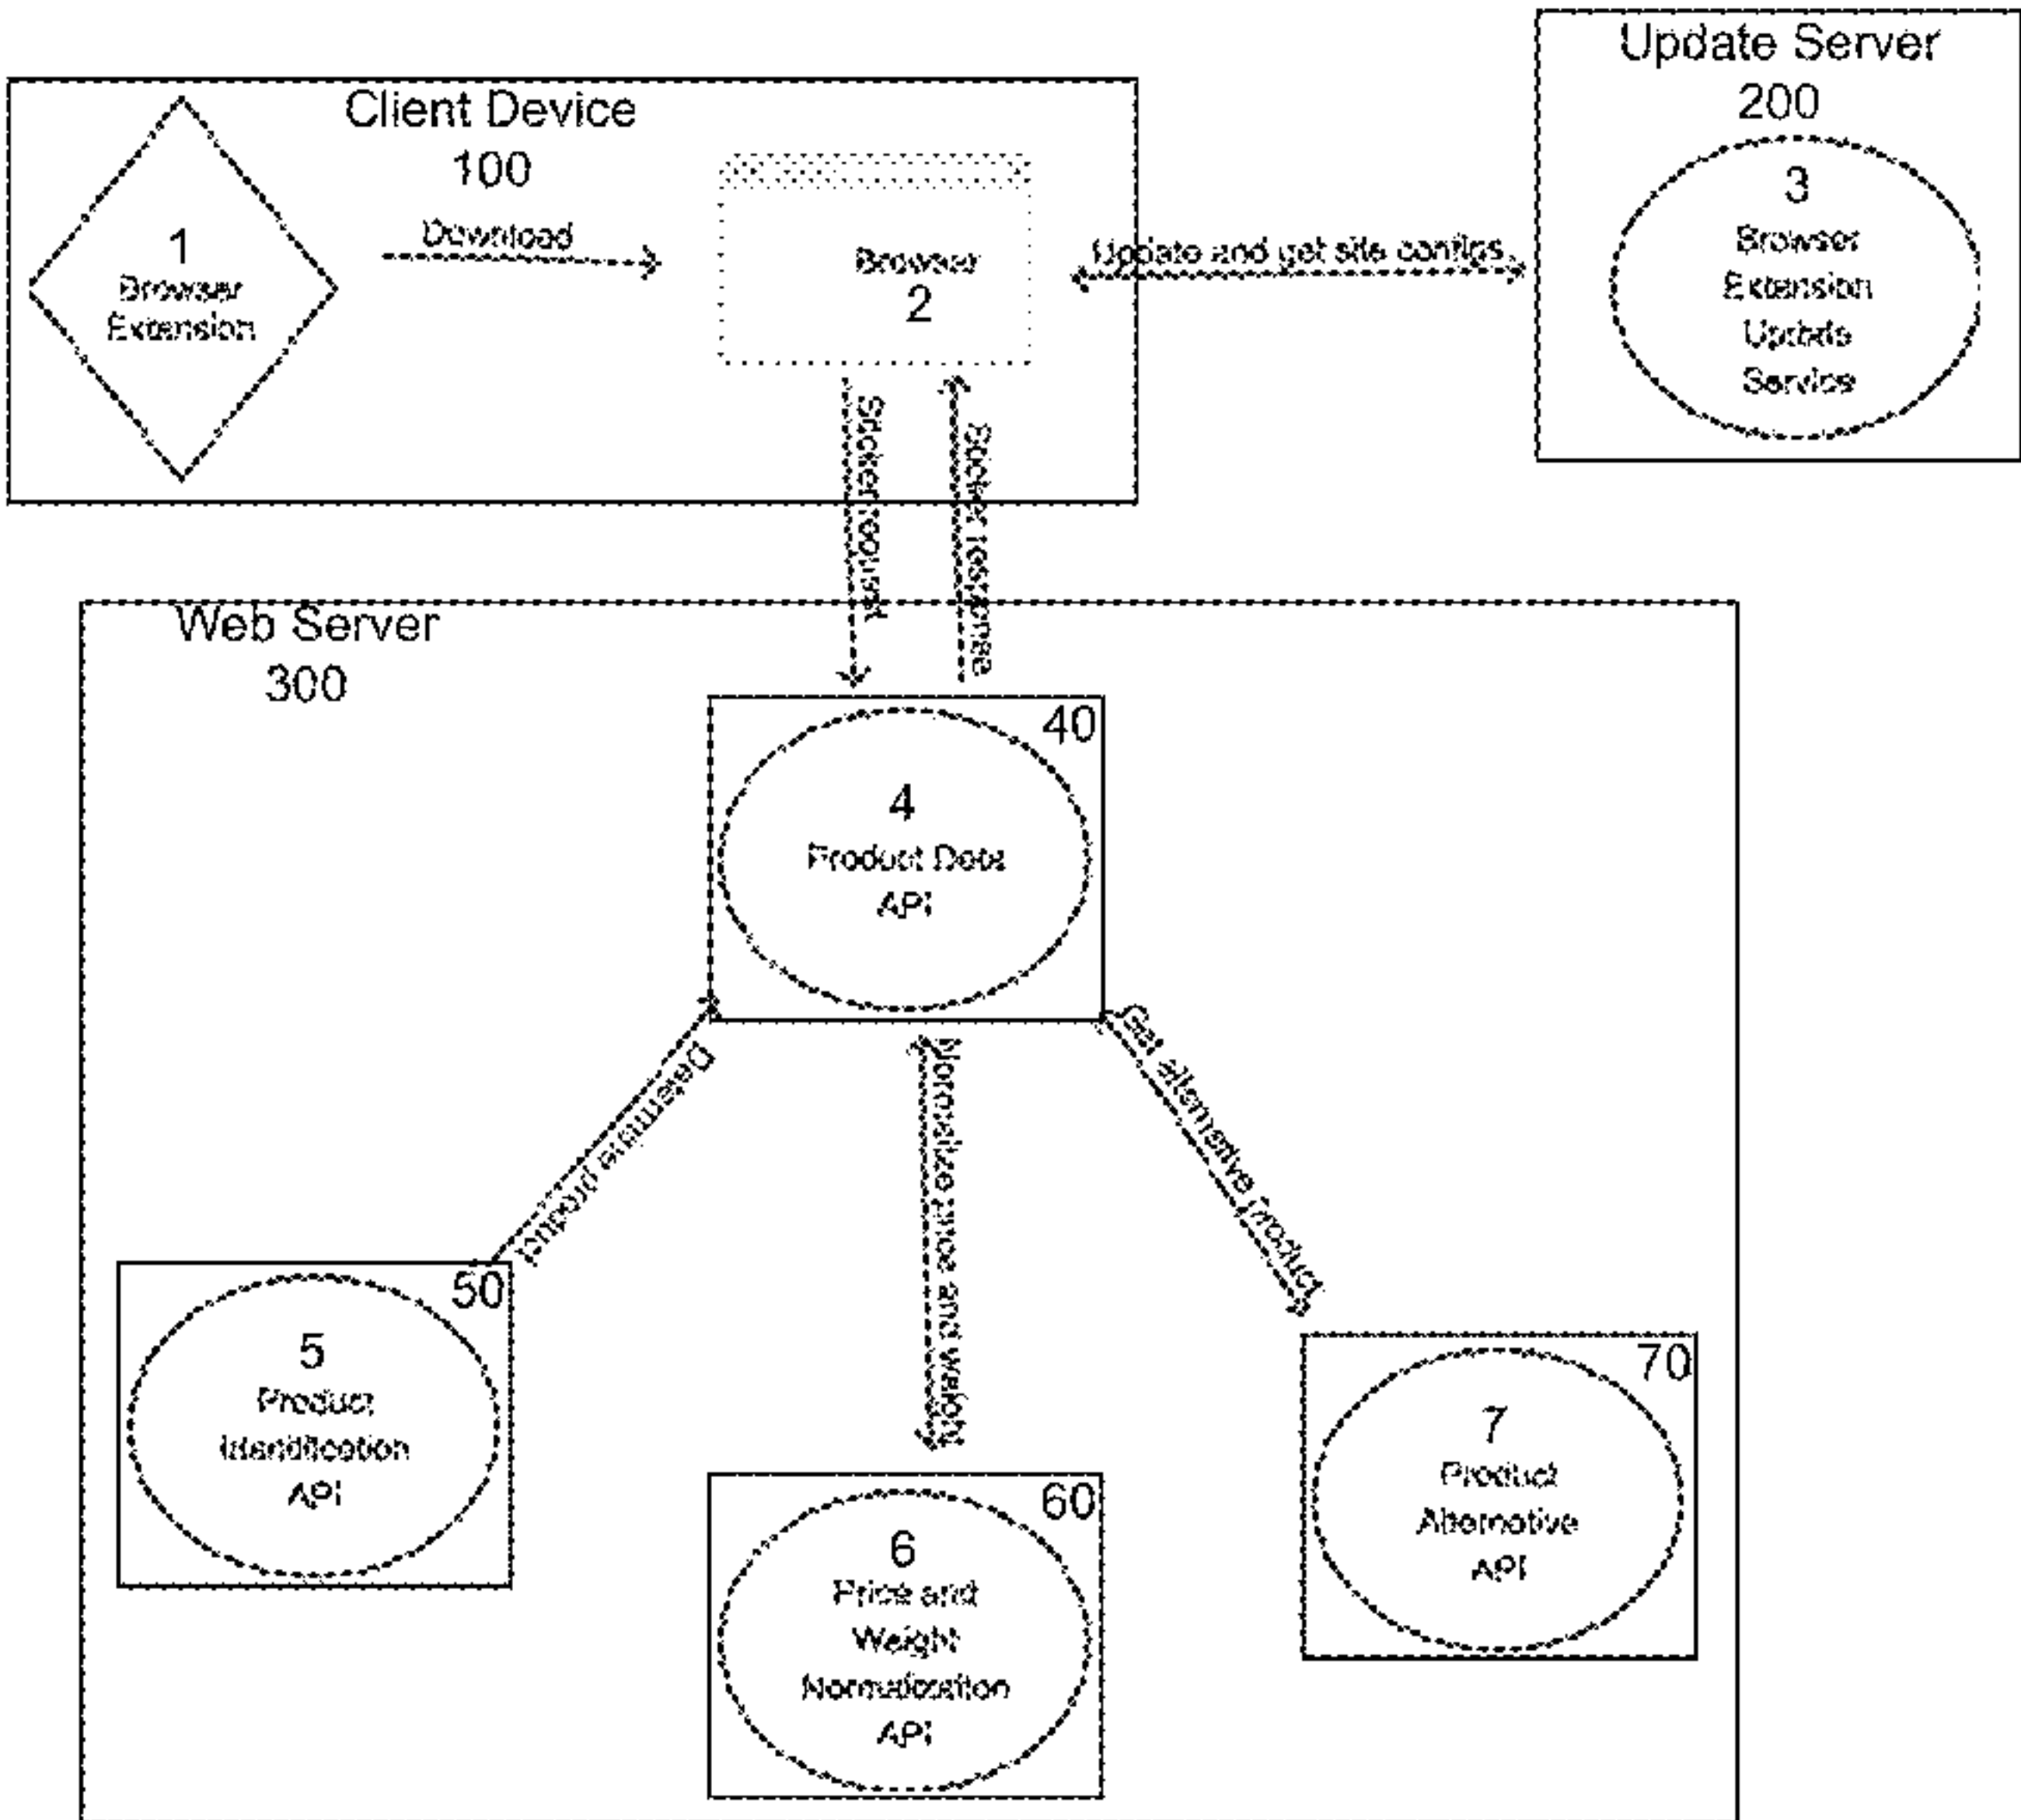 Update Server
200
3
Browser
Extension
Update
Service
Client Device
100
1
Browser
Extension
Download
Browser
2
Update and get site configs
Sticker request
Sticker response
Web Server
300
40
4
Product Data
API
Determine product
Normalize price and weight
Get alternative product
50
5
Product
Identification
API
60
6
Price and
Weight
Normalization
API
70
7
Product
Alternative
API